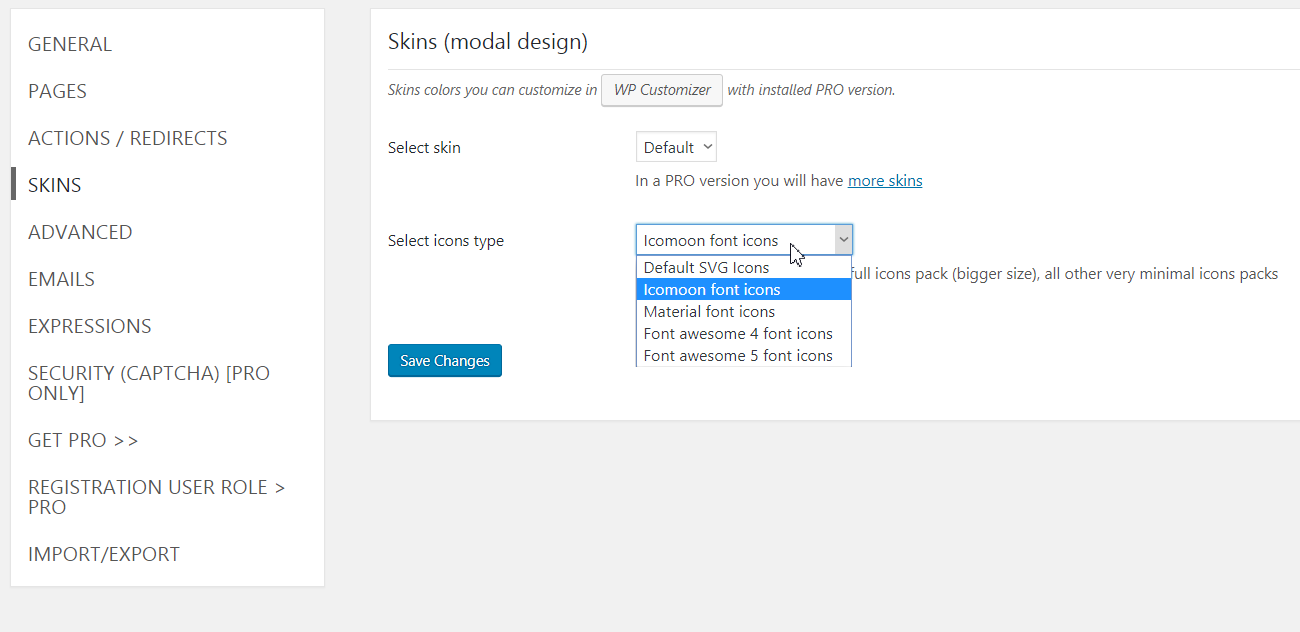 GENERAL
PAGES
ACTIONS / REDIRECTS
SKINS
ADVANCED
EMAILS
EXPRESSIONS
SECURITY (CAPTCHA) [PRO
ONLY]
GET PRO >>
REGISTRATION USER ROLE >
PRO
IMPORT/EXPORT
Skins (modal design)
Skins colors you can customize in WP Customizer with installed PRO version.
Select skin Default
In a PRO version you will have more skins
Select icons type Icomoon font icons
Default SVG Icons
full icons pack (bigger size), all other very minimal icons packs
Icomoon font icons
Material font icons
Font awesome 4 font icons
Font awesome 5 font icons
Save Changes